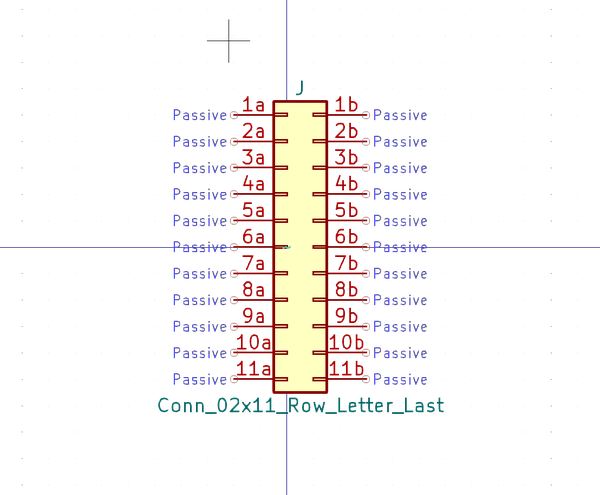 J
Passive 1a 1b Passive
Passive 2a 2b Passive
Passive 3a 3b Passive
Passive 4a 4b Passive
Passive 5a 5b Passive
Passive 6a 6b Passive
Passive 7a 7b Passive
Passive 8a 8b Passive
Passive 9a 9b Passive
Passive 10a 10b Passive
Passive 11a 11b Passive
Conn_02x11_Row_Letter_Last